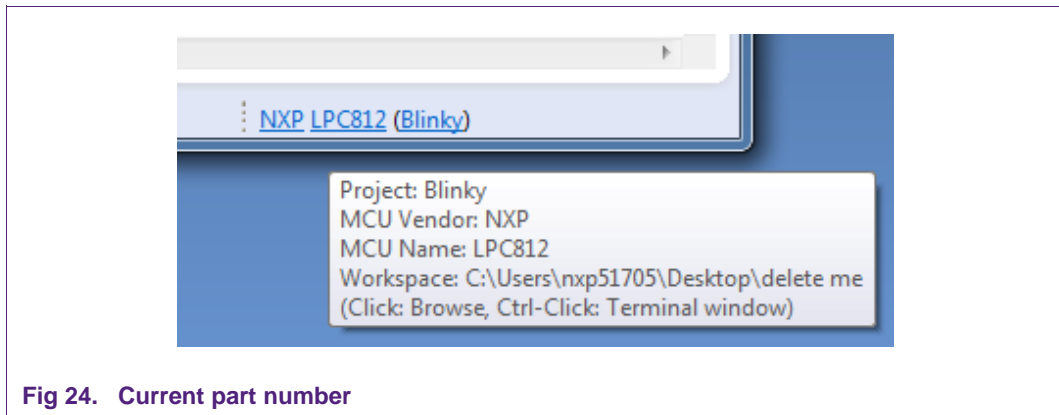 NXP LPC812 (Blinky)
Project: Blinky
MCU Vendor: NXP
MCU Name: LPC812
Workspace: C:\Users\nxp51705\Desktop\delete me
(Click: Browse, Ctrl-Click: Terminal window)
Fig 24. Current part number